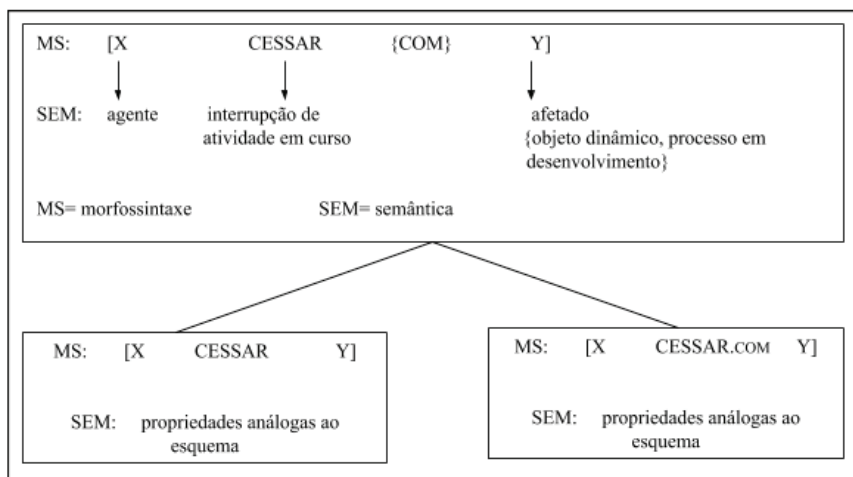 MS: [X CESSAR {COM} Y]
SEM: agente interrupção de afetado
atividade em curso {objeto dinâmico, processo em
desenvolvimento}
MS= morfossintaxe SEM= semântica
MS: [X CESSAR Y]
SEM: propriedades análogas ao
esquema
MS: [X CESSAR.COM Y]
SEM: propriedades análogas ao
esquema